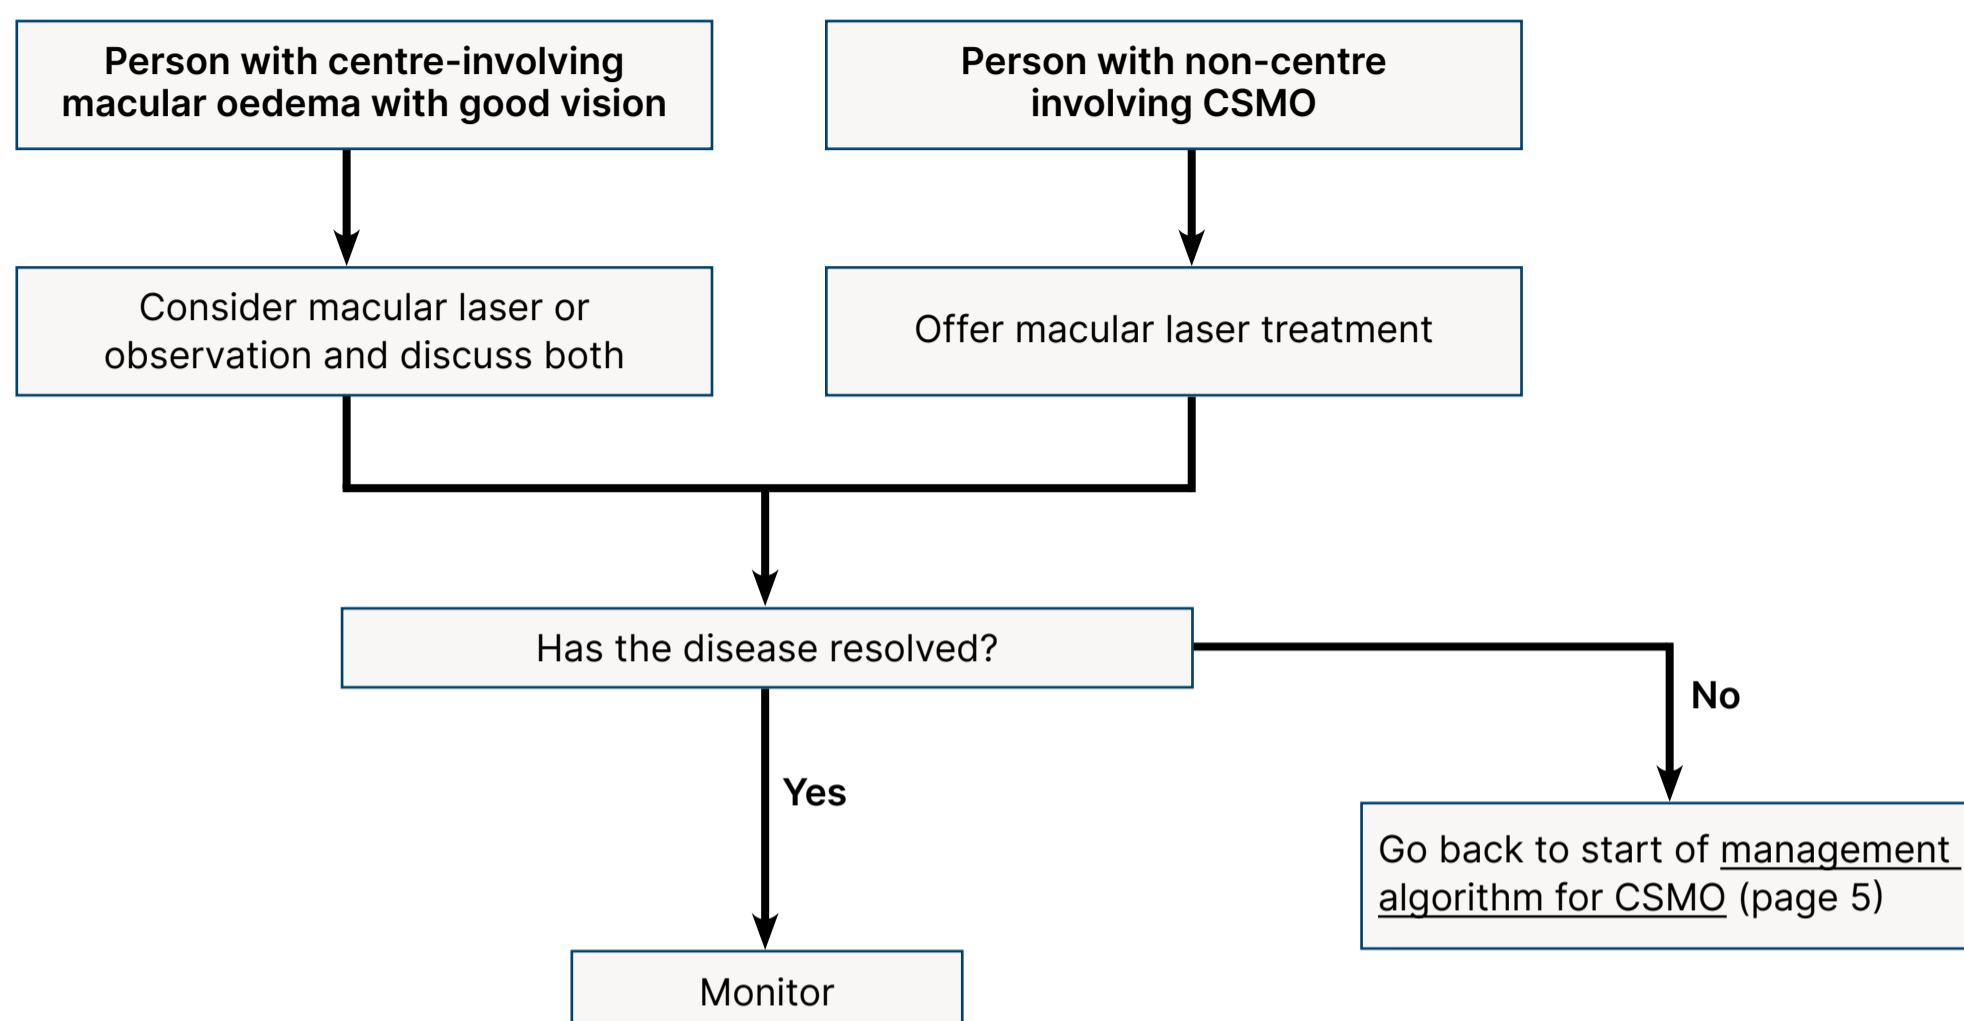 Person with centre-involving
macular oedema with good vision
Person with non-centre
involving CSMO
Consider macular laser or
observation and discuss both
Offer macular laser treatment
Has the disease resolved?
No
Yes
Go back to start of management
algorithm for CSMO (page 5)
Monitor